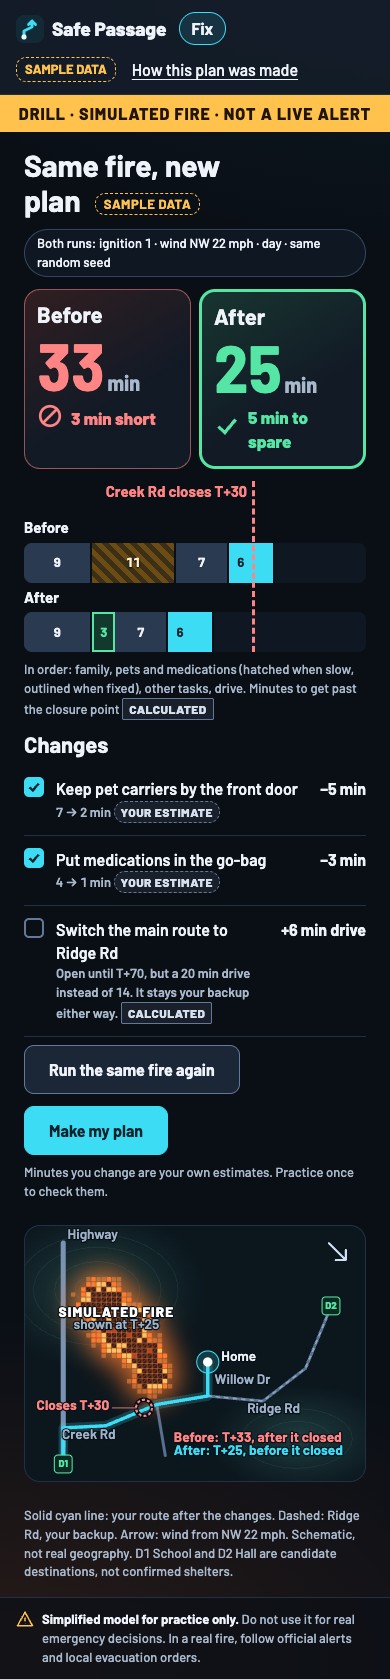 Safe Passage Fix
SAMPLE DATA How this plan was made
DRILL · SIMULATED FIRE · NOT A LIVE ALERT
Same fire, new
plan SAMPLE DATA
Both runs: ignition 1 · wind NW 22 mph · day · same
random seed
Before
33 min
3 min short
After
25 min
5 min to
spare
Creek Rd closes T+30
Before
9 11 7 6
After
9 3 7 6
In order: family, pets and medications (hatched when slow,
outlined when fixed), other tasks, drive. Minutes to get past
the closure point CALCULATED
Changes
Keep pet carriers by the front door −5 min
7 → 2 min YOUR ESTIMATE
Put medications in the go-bag −3 min
4 → 1 min YOUR ESTIMATE
Switch the main route to +6 min drive
Ridge Rd
Open until T+70, but a 20 min drive
instead of 14. It stays your backup
either way. CALCULATED
Run the same fire again
Make my plan
Minutes you change are your own estimates. Practice once
to check them.
Highway
D2
SIMULATED FIRE
shown at T+25
Home
Willow Dr
Closes T+30
Ridge Rd
Creek Rd
Before: T+33, after it closed
After: T+25, before it closed
D1
Solid cyan line: your route after the changes. Dashed: Ridge
Rd, your backup. Arrow: wind from NW 22 mph. Schematic,
not real geography. D1 School and D2 Hall are candidate
destinations, not confirmed shelters.
Simplified model for practice only. Do not use it for real
emergency decisions. In a real fire, follow official alerts
and local evacuation orders.